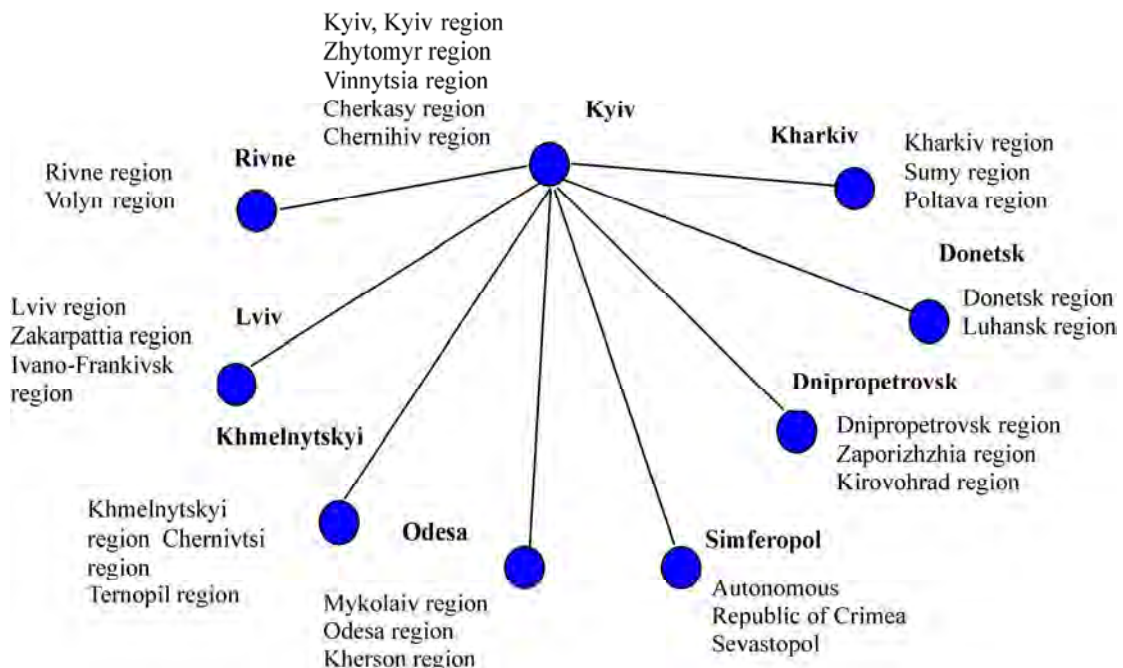 Kyiv, Kyiv region
Zhytomyr region
Vinnytsia region
Cherkasy region
Chernihiv region
Kyiv
Kharkiv
Kharkiv region
Sumy region
Poltava region
Rivne
Rivne region
Volyn region
Donetsk
Donetsk region
Luhansk region
Lviv region
Zakarpattia region
Ivano-Frankivsk
region
Lviv
Dnipropetrovsk
Dnipropetrovsk region
Zaporizhzhia region
Kirovohrad region
Khmelnytskyi
Khmelnytskyi
region Chernivtsi
region
Ternopil region
Odesa
Mykolaiv region
Odesa region
Kherson region
Simferopol
Autonomous
Republic of Crimea
Sevastopol